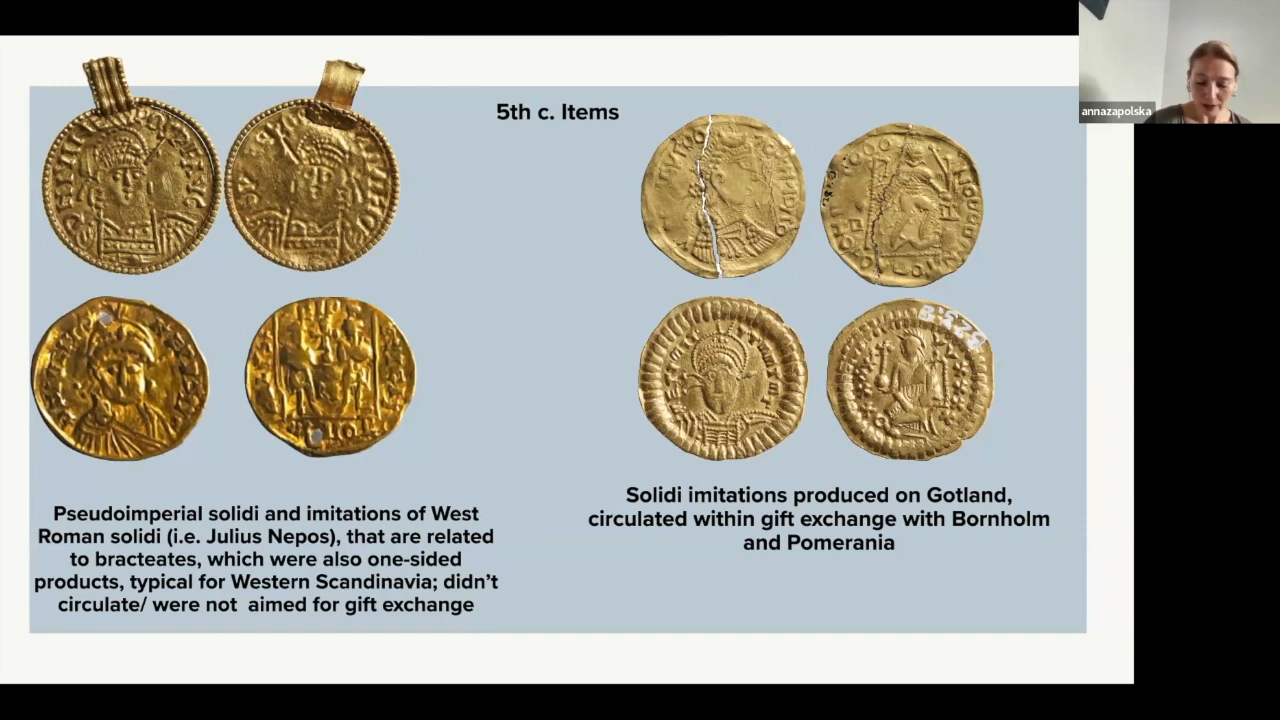 5th c. Items
annazapolska
B:525
Pseudoimperial solidi and imitations of West
Roman solidi (i.e. Julius Nepos), that are related
to bracteates, which were also one-sided
products, typical for Western Scandinavia; didn’t
circulate/ were not  aimed for gift exchange
Solidi imitations produced on Gotland,
circulated within gift exchange with Bornholm
and Pomerania